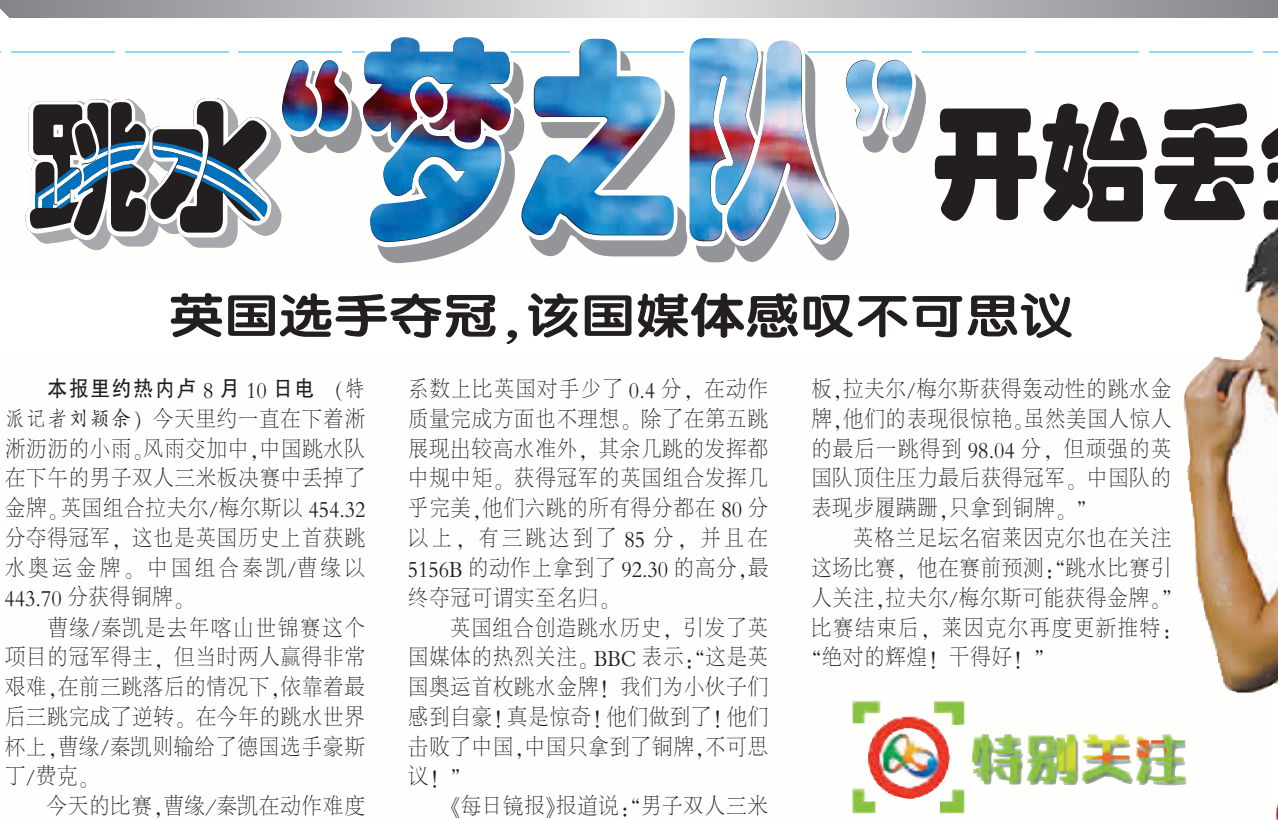 跳水“梦之队”开始丢
英国选手夺冠,该国媒体感叹不可思议
本报里约热内卢 8 月 10 日电 (特
派记者刘颖余) 今天里约一直在下着淅
淅沥沥的小雨。风雨交加中,中国跳水队
在下午的男子双人三米板决赛中丢掉了
金牌。英国组合拉夫尔/梅尔斯以 454.32
分夺得冠军，这也是英国历史上首获跳
水奥运金牌。中国组合秦凯/曹缘以
443.70 分获得铜牌。
曹缘/秦凯是去年喀山世锦赛这个
项目的冠军得主，但当时两人赢得非常
艰难,在前三跳落后的情况下,依靠着最
后三跳完成了逆转。在今年的跳水世界
杯上,曹缘/秦凯则输给了德国选手豪斯
丁/费克。
今天的比赛,曹缘/秦凯在动作难度
系数上比英国对手少了 0.4 分，在动作
质量完成方面也不理想。除了在第五跳
展现出较高水准外，其余几跳的发挥都
中规中矩。获得冠军的英国组合发挥几
乎完美,他们六跳的所有得分都在 80 分
以上，有三跳达到了 85 分，并且在
5156B 的动作上拿到了 92.30 的高分,最
终夺冠可谓实至名归。
英国组合创造跳水历史，引发了英
国媒体的热烈关注。BBC 表示:“这是英
国奥运首枚跳水金牌！我们为小伙子们
感到自豪！真是惊奇！他们做到了！他们
击败了中国,中国只拿到了铜牌,不可思
议！”
《每日镜报》报道说:“男子双人三米
板,拉夫尔/梅尔斯获得轰动性的跳水金
牌,他们的表现很惊艳。虽然美国人惊人
的最后一跳得到 98.04 分，但顽强的英
国队顶住压力最后获得冠军。中国队的
表现步履蹒跚,只拿到铜牌。”
英格兰足坛名宿莱因克尔也在关注
这场比赛，他在赛前预测:“跳水比赛引
人关注,拉夫尔/梅尔斯可能获得金牌。”
比赛结束后，莱因克尔再度更新推特:
“绝对的辉煌！干得好！”
特别关注